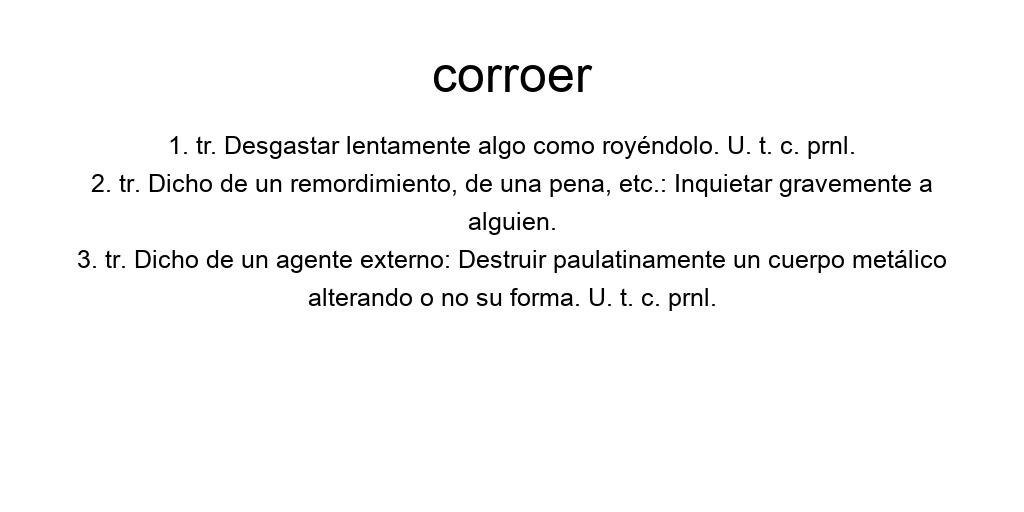 corroer
1. tr. Desgastar lentamente algo como royéndolo. U. t. c. prnl.
2. tr. Dicho de un remordimiento, de una pena, etc.: Inquietar gravemente a
alguien.
3. tr. Dicho de un agente externo: Destruir paulatinamente un cuerpo metálico
alterando o no su forma. U. t. c. prnl.